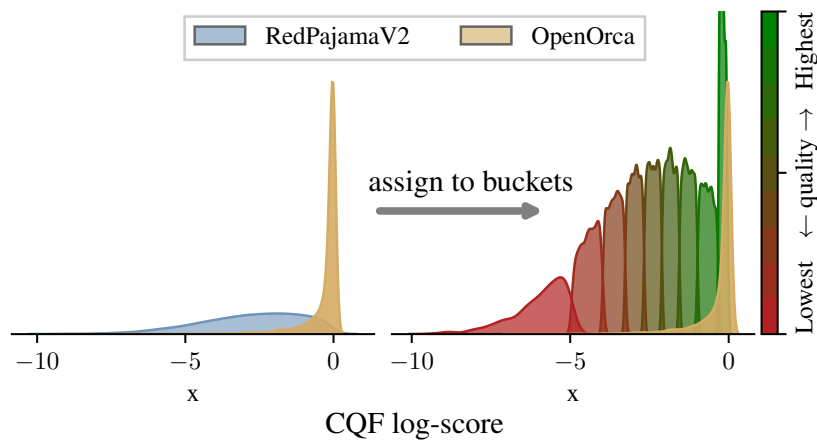 RedPajamaV2 OpenOrca
assign to buckets
Lowest ← quality → Highest
−10 −5 0
−10 −5 0
x
x
CQF log-score